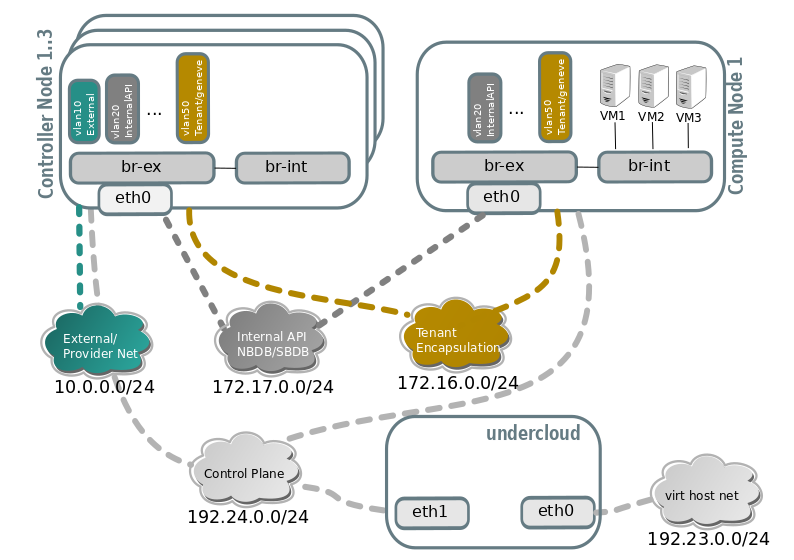 Controller Node 1..3
vlan10
External
vlan20
InternalAPI
...
vlan50
Tenant/geneve
br-ex
br-int
eth0
Compute Node 1
vlan20
InternalAPI
...
vlan50
Tenant/geneve
VM1
VM2
VM3
br-ex
br-int
eth0
External/
Provider Net
10.0.0.0/24
Internal API
NBDB/SBDB
172.17.0.0/24
Tenant
Encapsulation
172.16.0.0/24
Control Plane
192.24.0.0/24
undercloud
eth1
eth0
virt host net
192.23.0.0/24